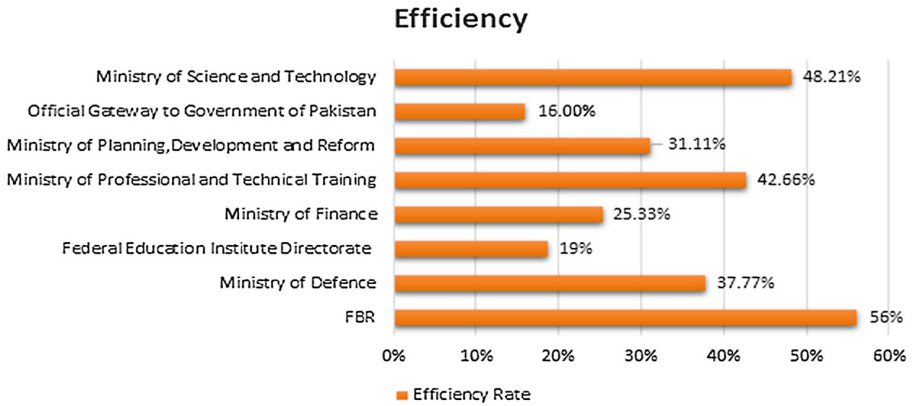 Efficiency
Ministry of Science and Technology 48.21%
Official Gateway to Government of Pakistan 16.00%
Ministry of Planning,Development and Reform 31.11%
Ministry of Professional and Technical Training 42.66%
Ministry of Finance 25.33%
Federal Education Institute Directorate 19%
Ministry of Defence 37.77%
FBR 56%
0% 10% 20% 30% 40% 50% 60%
Efficiency Rate